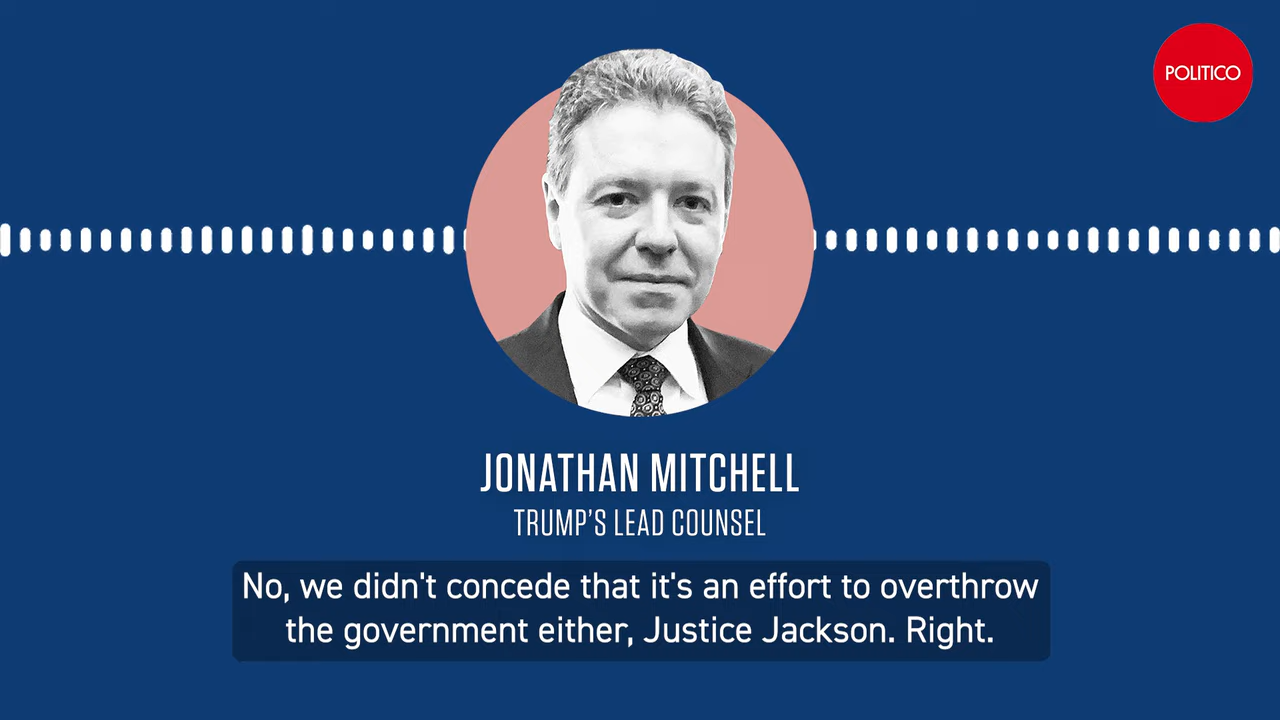 POLITICO
JONATHAN MITCHELL
TRUMP'S LEAD COUNSEL
No, we didn't concede that it's an effort to overthrow
the government either, Justice Jackson. Right.